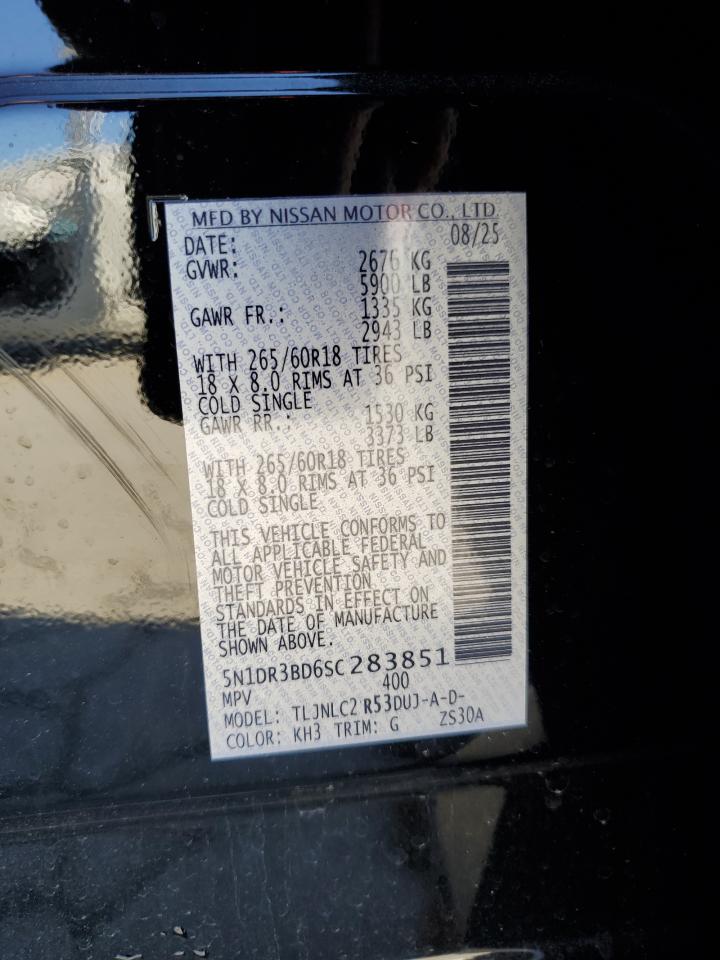 MFD BY NISSAN MOTOR CO., LTD.
DATE: 08/25
GVWR: 2676 KG
5900 LB
GAWR FR.: 1335 KG
2943 LB
WITH 265/60R18 TIRES
18 X 8.0 RIMS AT 36 PSI
COLD SINGLE
GAWR RR.: 1530 KG
3373 LB
WITH 265/60R18 TIRES
18 X 8.0 RIMS AT 36 PSI
COLD SINGLE
THIS VEHICLE CONFORMS TO
ALL APPLICABLE FEDERAL
MOTOR VEHICLE SAFETY AND
THEFT PREVENTION
STANDARDS IN EFFECT ON
THE DATE OF MANUFACTURE
SHOWN ABOVE.
5N1DR3BD6SC283851
MPV 400
MODEL: TLJNLC2 R53DUJ-A-D-
COLOR: KH3 TRIM: G ZS30A